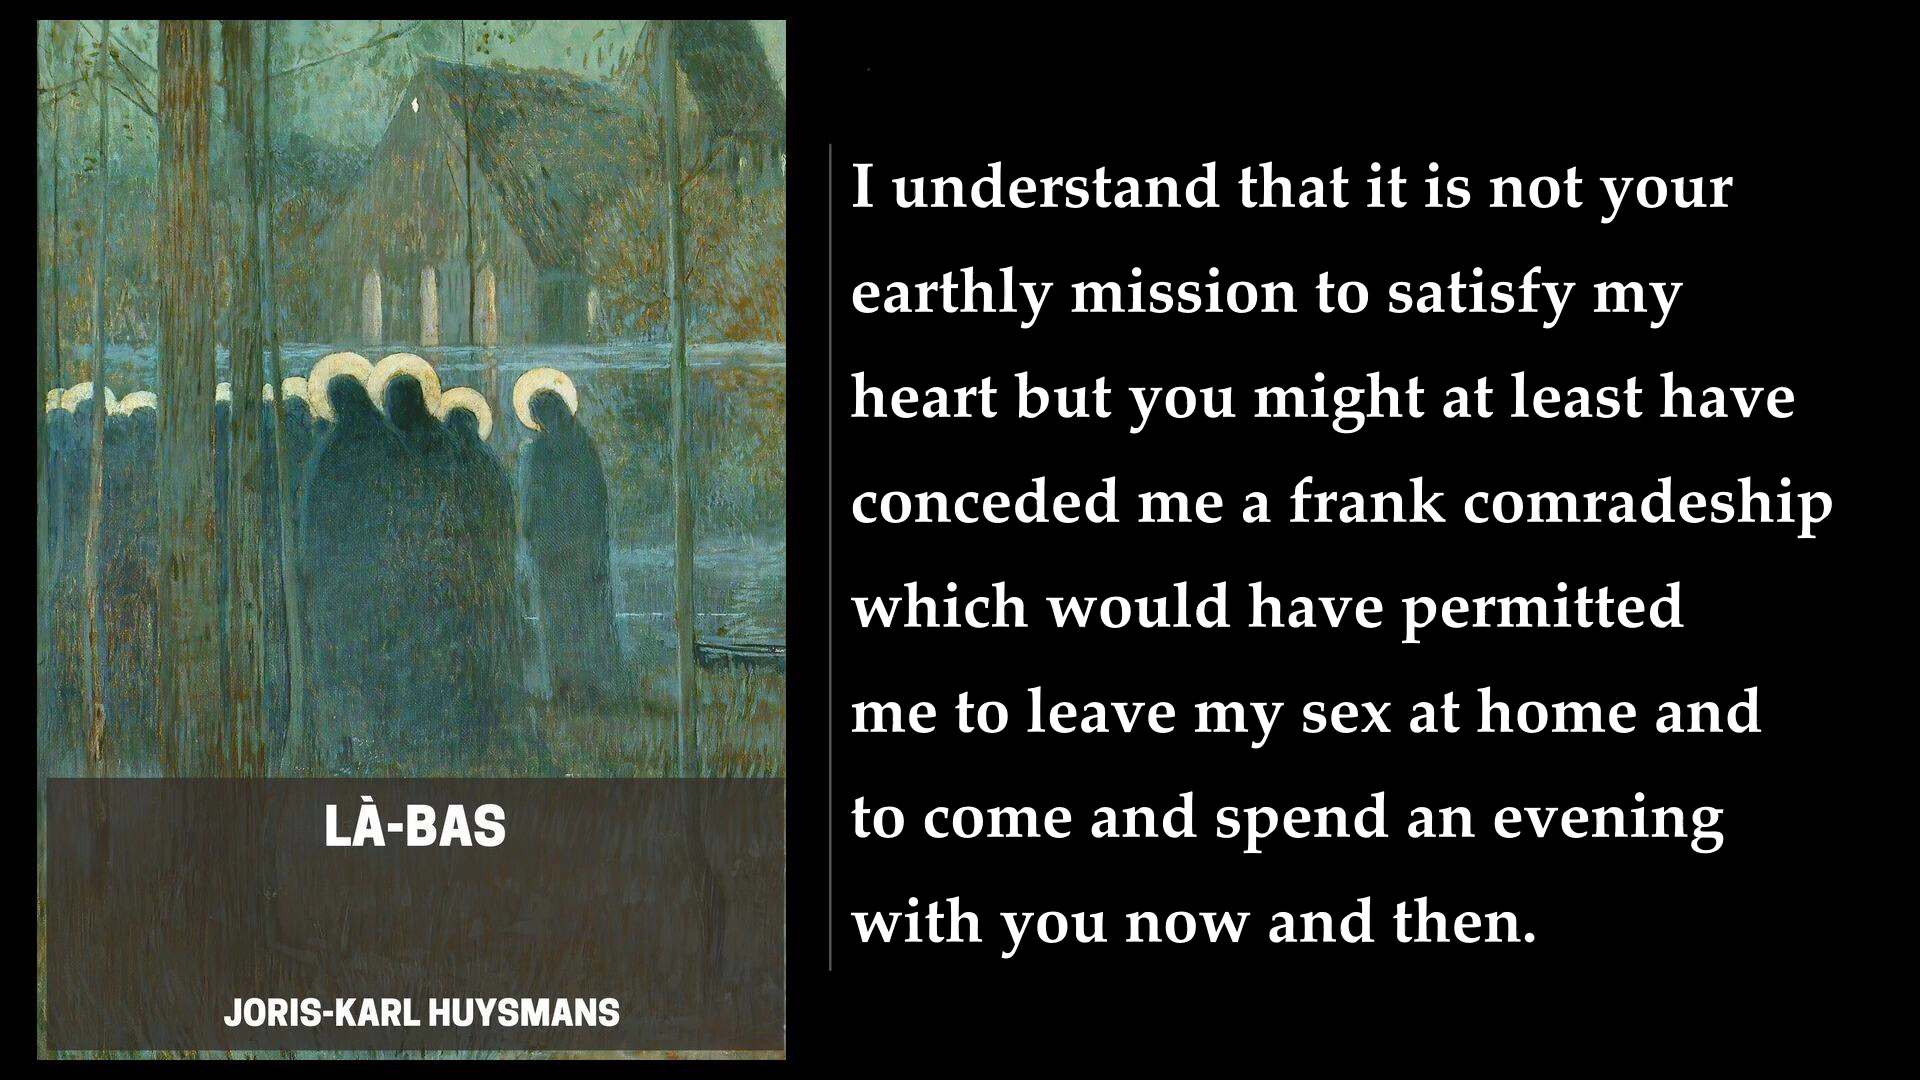 LÀ-BAS
JORIS-KARL HUYSMANS
I understand that it is not your
earthly mission to satisfy my
heart but you might at least have
conceded me a frank comradeship
which would have permitted
me to leave my sex at home and
to come and spend an evening
with you now and then.